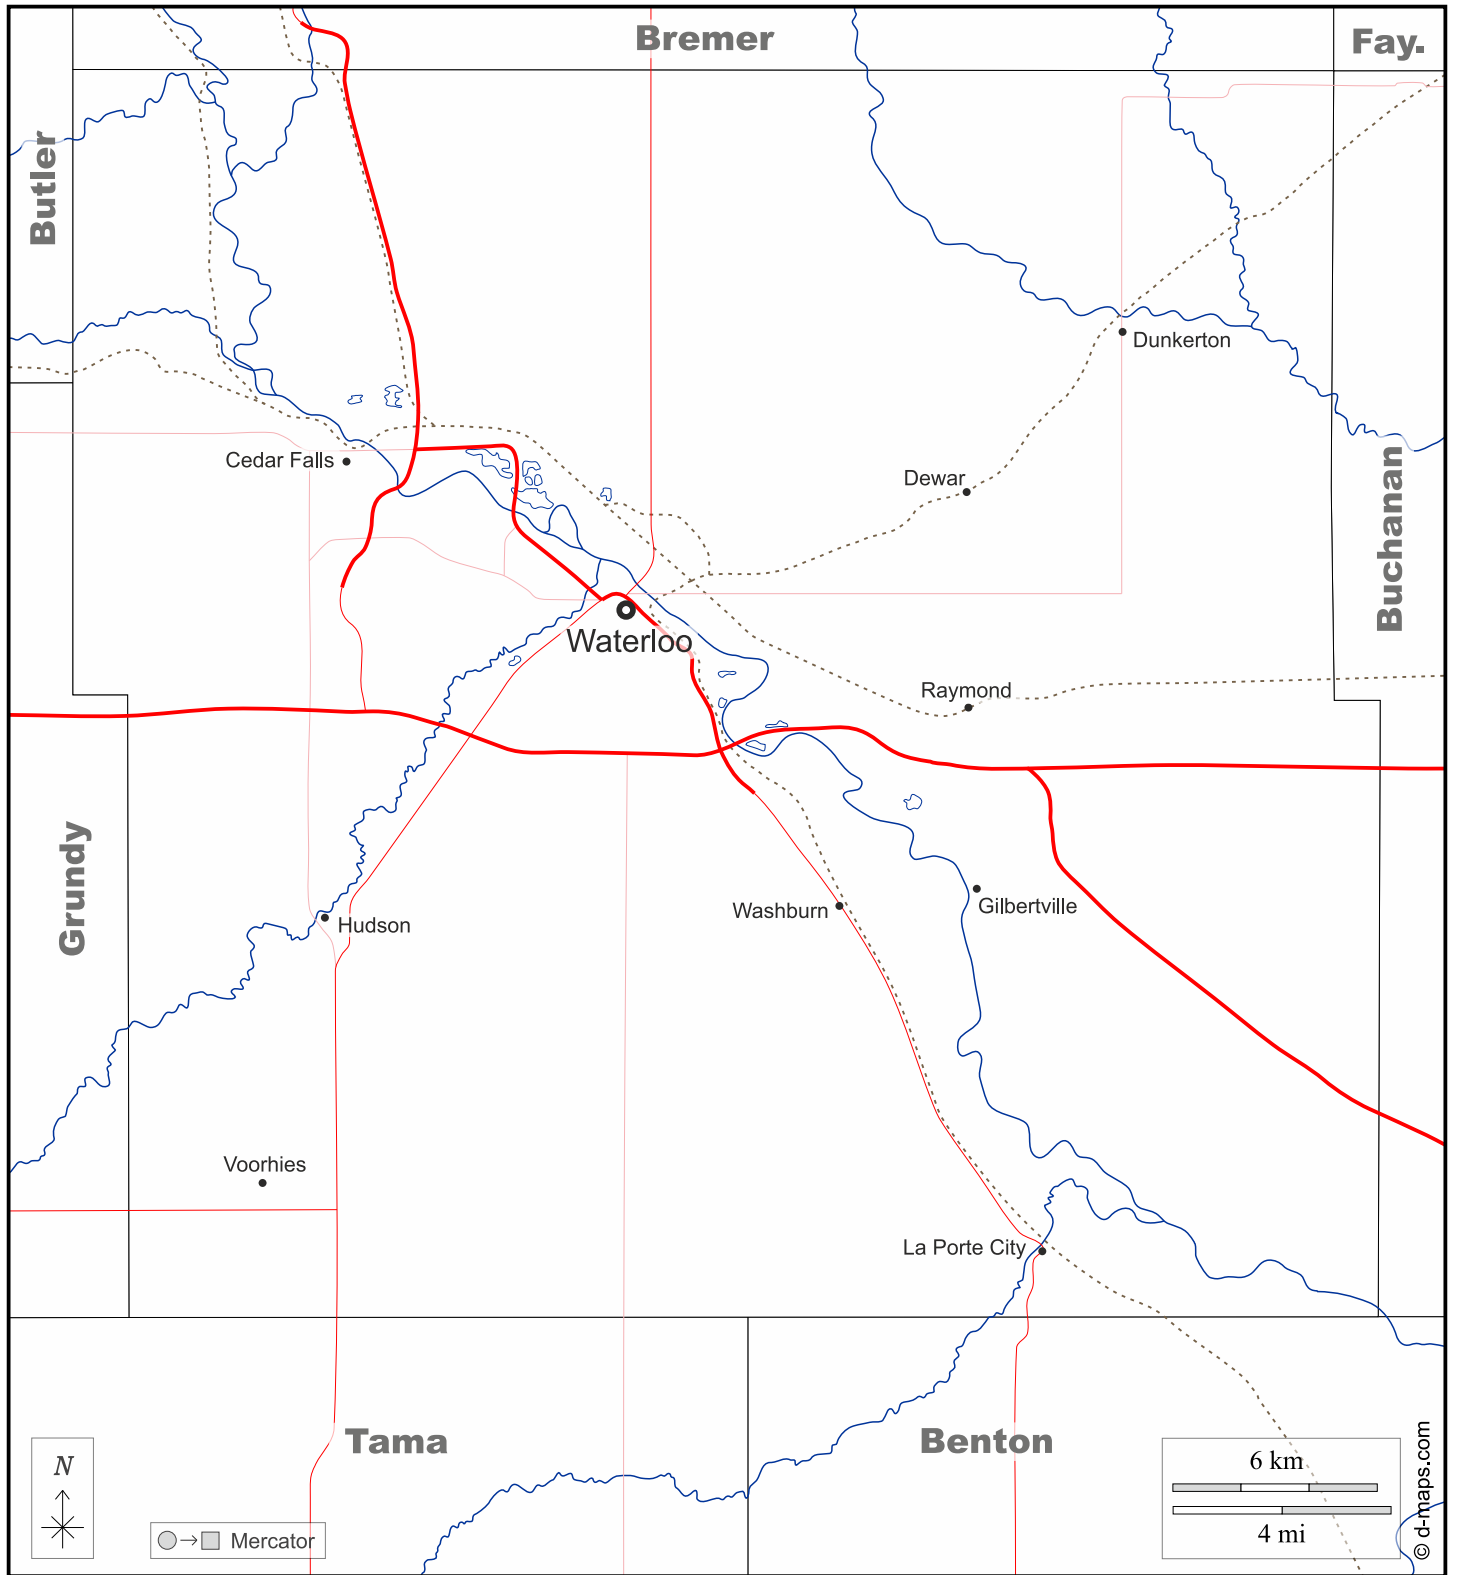 Bremer
Fay.
Butler
Dunkerton
Cedar Falls
Dewar
Buchanan
Waterloo
Raymond
Grundy
Washburn
Gilbertville
Hudson
Voorhies
La Porte City
Tama
Benton
N
Mercator
6 km
4 mi
© d-maps.com